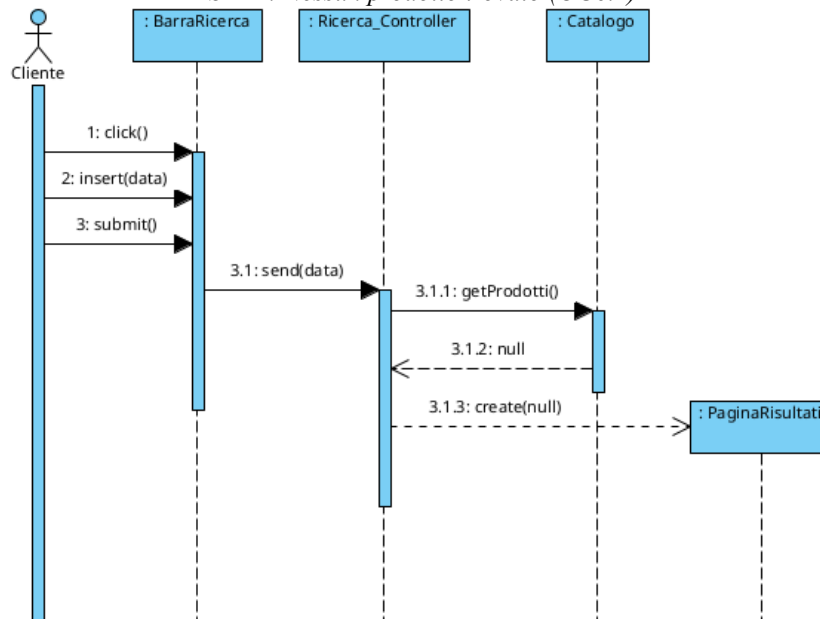 : BarraRicerca
: Ricerca_Controller
: Catalogo
Cliente
1: click()
2: insert(data)
3: submit()
3.1: send(data)
3.1.1: getProdotti()
3.1.2: null
3.1.3: create(null)
: PaginaRisultati